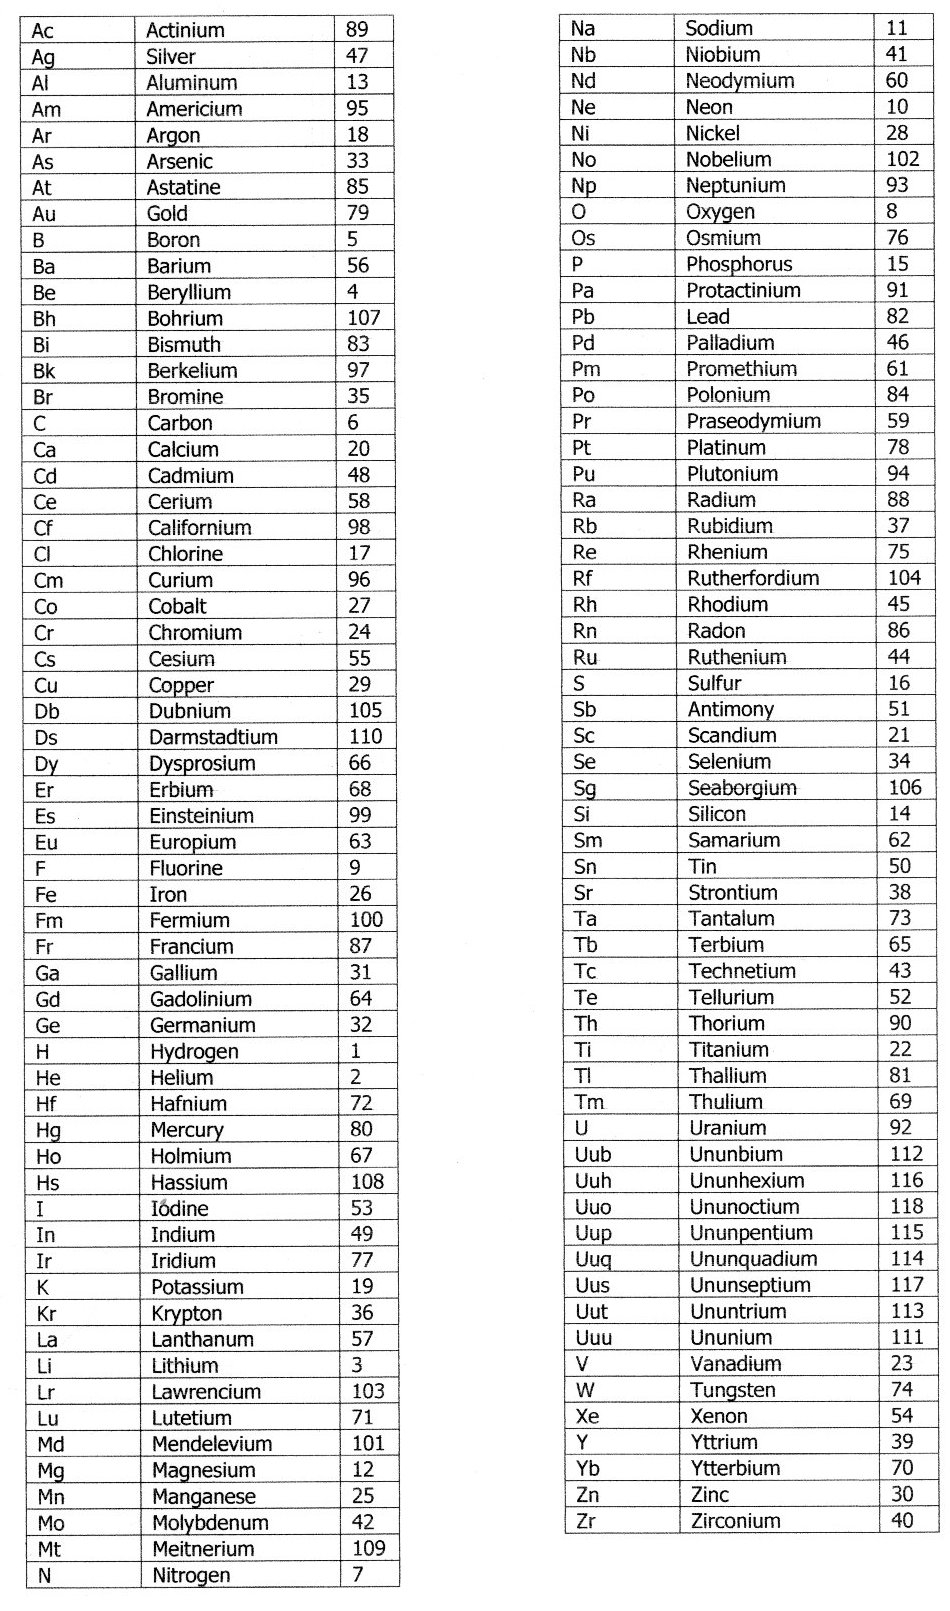 Ac Actinium 89
Ag Silver 47
Al Aluminum 13
Am Americium 95
Ar Argon 18
As Arsenic 33
At Astatine 85
Au Gold 79
B Boron 5
Ba Barium 56
Be Beryllium 4
Bh Bohrium 107
Bi Bismuth 83
Bk Berkelium 97
Br Bromine 35
C Carbon 6
Ca Calcium 20
Cd Cadmium 48
Ce Cerium 58
Cf Californium 98
Cl Chlorine 17
Cm Curium 96
Co Cobalt 27
Cr Chromium 24
Cs Cesium 55
Cu Copper 29
Db Dubnium 105
Ds Darmstadtium 110
Dy Dysprosium 66
Er Erbium 68
Es Einsteinium 99
Eu Europium 63
F Fluorine 9
Fe Iron 26
Fm Fermium 100
Fr Francium 87
Ga Gallium 31
Gd Gadolinium 64
Ge Germanium 32
H Hydrogen 1
He Helium 2
Hf Hafnium 72
Hg Mercury 80
Ho Holmium 67
Hs Hassium 108
I Iodine 53
In Indium 49
Ir Iridium 77
K Potassium 19
Kr Krypton 36
La Lanthanum 57
Li Lithium 3
Lr Lawrencium 103
Lu Lutetium 71
Md Mendelevium 101
Mg Magnesium 12
Mn Manganese 25
Mo Molybdenum 42
Mt Meitnerium 109
N Nitrogen 7
Na Sodium 11
Nb Niobium 41
Nd Neodymium 60
Ne Neon 10
Ni Nickel 28
No Nobelium 102
Np Neptunium 93
O Oxygen 8
Os Osmium 76
P Phosphorus 15
Pa Protactinium 91
Pb Lead 82
Pd Palladium 46
Pm Promethium 61
Po Polonium 84
Pr Praseodymium 59
Pt Platinum 78
Pu Plutonium 94
Ra Radium 88
Rb Rubidium 37
Re Rhenium 75
Rf Rutherfordium 104
Rh Rhodium 45
Rn Radon 86
Ru Ruthenium 44
S Sulfur 16
Sb Antimony 51
Sc Scandium 21
Se Selenium 34
Sg Seaborgium 106
Si Silicon 14
Sm Samarium 62
Sn Tin 50
Sr Strontium 38
Ta Tantalum 73
Tb Terbium 65
Tc Technetium 43
Te Tellurium 52
Th Thorium 90
Ti Titanium 22
Tl Thallium 81
Tm Thulium 69
U Uranium 92
Uub Ununbium 112
Uuh Ununhexium 116
Uuo Ununoctium 118
Uup Ununpentium 115
Uuq Ununquadium 114
Uus Ununseptium 117
Uut Ununtrium 113
Uuu Ununium 111
V Vanadium 23
W Tungsten 74
Xe Xenon 54
Y Yttrium 39
Yb Ytterbium 70
Zn Zinc 30
Zr Zirconium 40